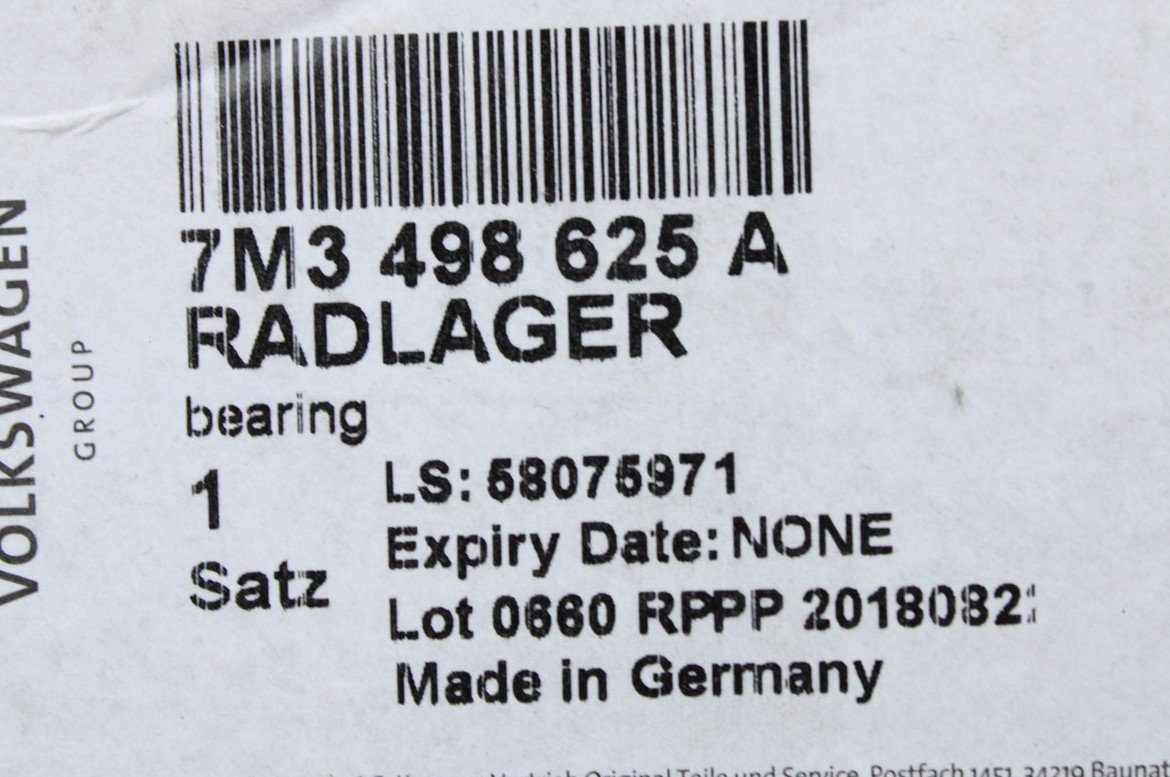 VOLKSWAGEN
GROUP
7M3 498 625 A
RADLAGER
bearing
1
Satz
LS: 58075971
Expiry Date: NONE
Lot 0660 RPPP
Made in Germany
Original Teile und Service, Postfach 1451, 34219